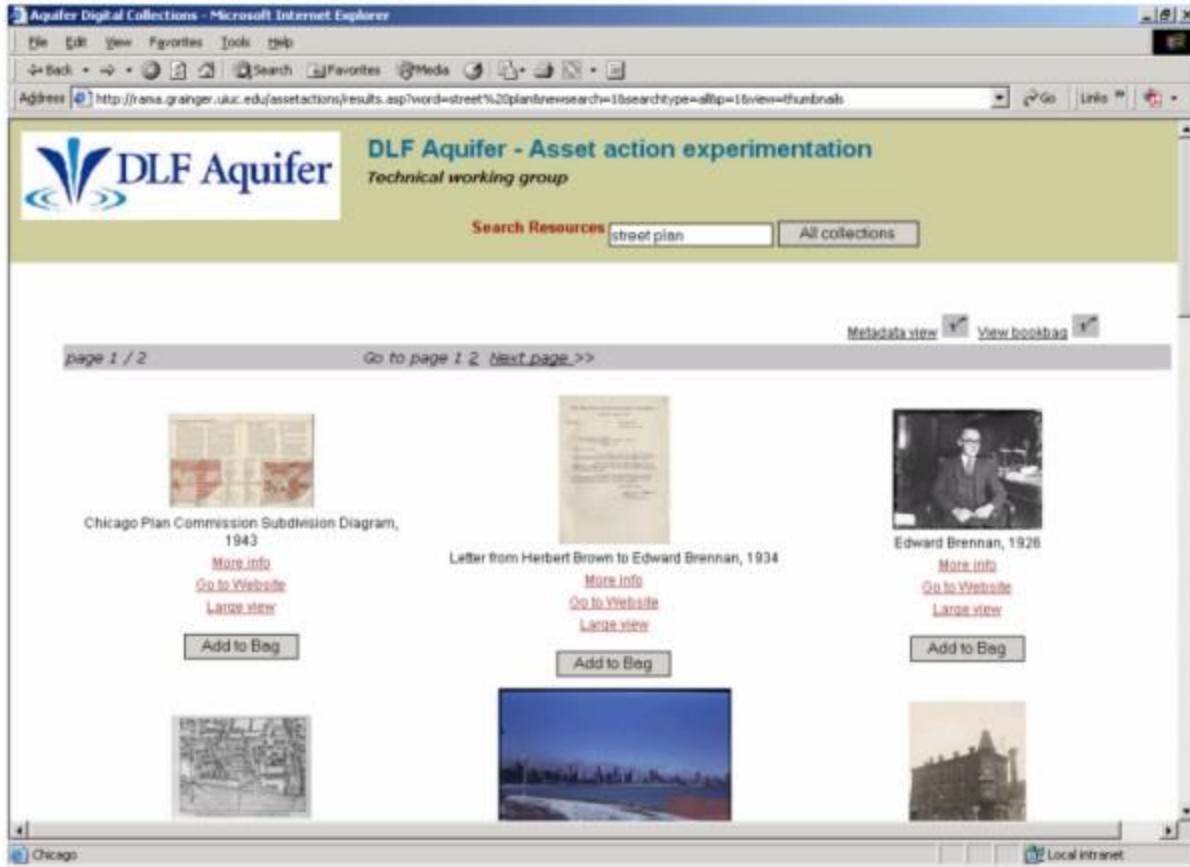 Aquifer Digital Collections - Microsoft Internet Explorer
File Edit View Favorites Tools Help
Back Search Favorites Media
Address http://rama.grainger.uiuc.edu/assetactions/results.asp?word=street%20plan&newsearch=1&searchtype=all&p=1&view=thumbnails Go Links »
DLF Aquifer
DLF Aquifer - Asset action experimentation
Technical working group
Search Resources street plan All collections
Metadata view View bookbag
page 1 / 2 Go to page 1 2 Next page >>
Chicago Plan Commission Subdivision Diagram,
1943
More info
Go to Website
Large view
Add to Bag
Letter from Herbert Brown to Edward Brennan, 1934
More info
Go to Website
Large view
Add to Bag
Edward Brennan, 1926
More info
Go to Website
Large view
Add to Bag
Chicago Local intranet